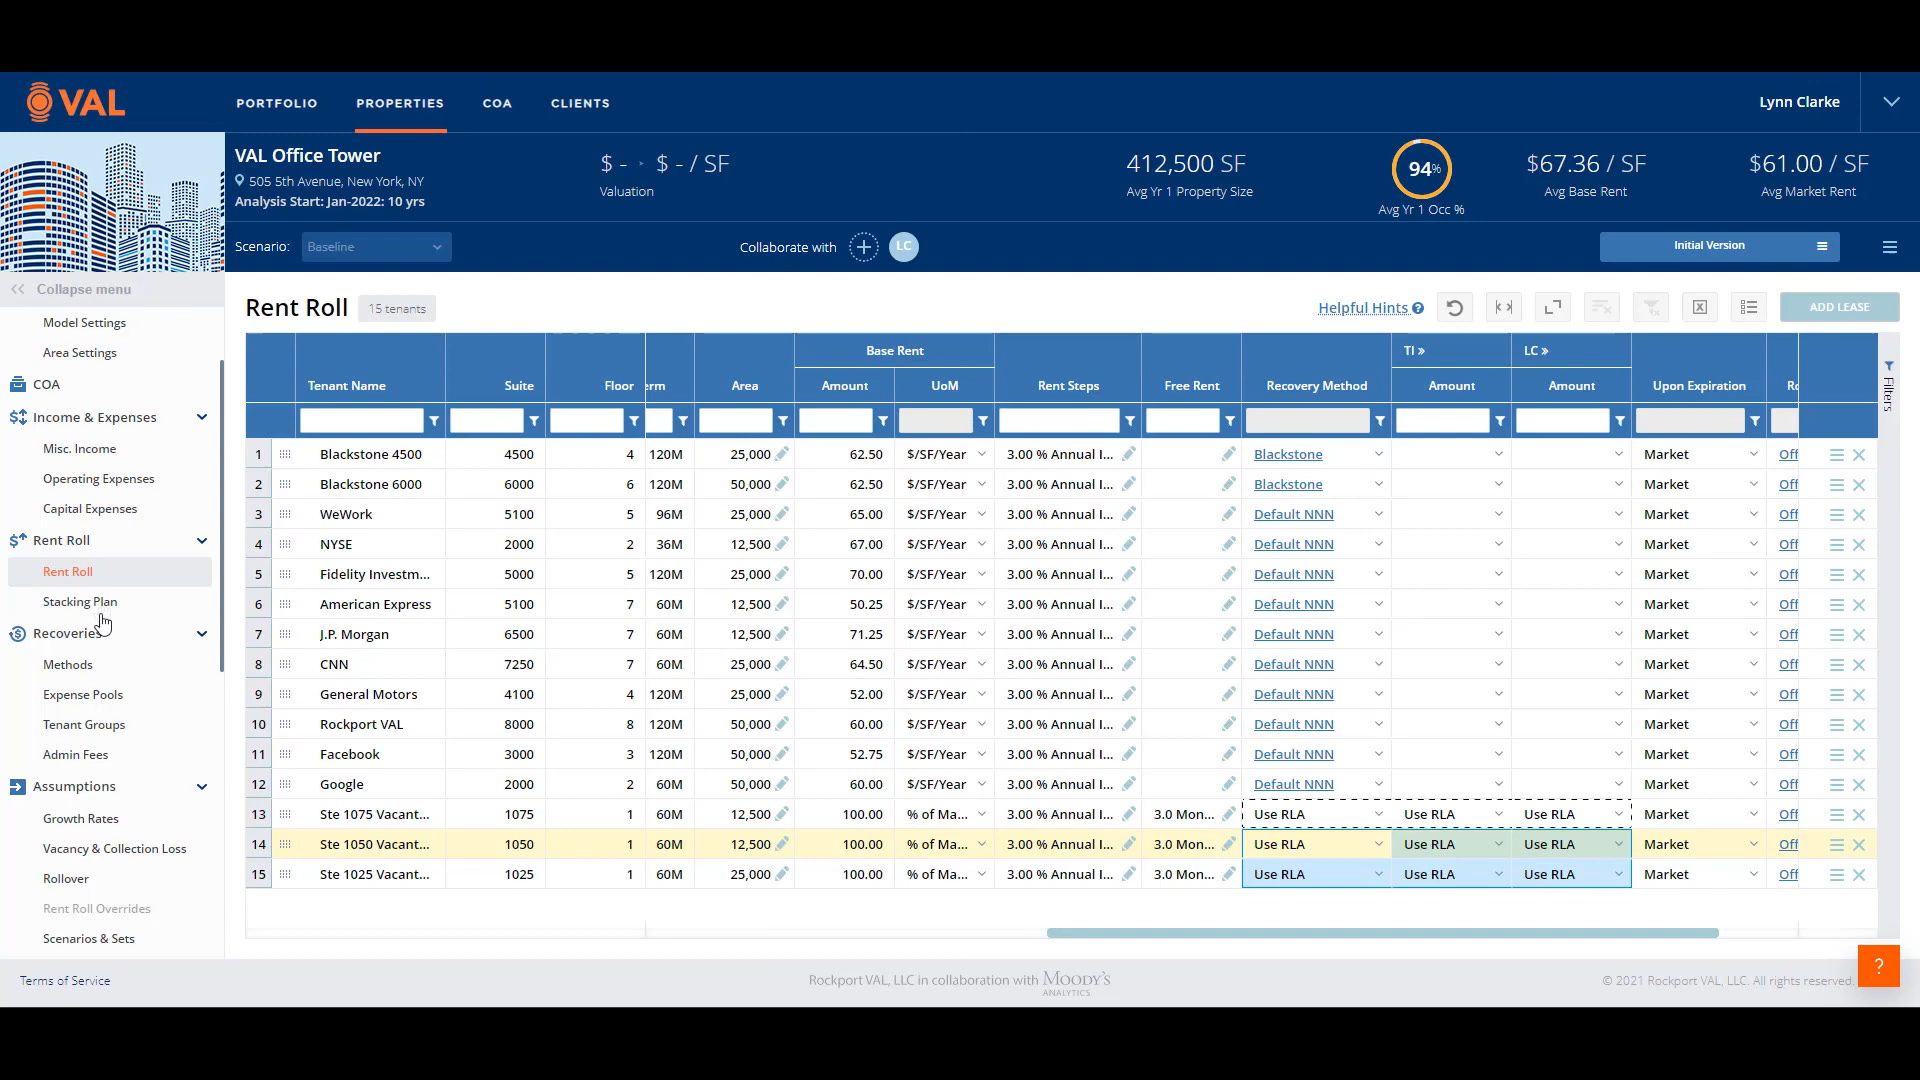 VAL
PORTFOLIO PROPERTIES COA CLIENTS
Lynn Clarke
VAL Office Tower
505 5th Avenue, New York, NY
Analysis Start: Jan-2022: 10 yrs
$ - · $ - / SF
Valuation
412,500 SF
Avg Yr 1 Property Size
94%
Avg Yr 1 Occ %
$67.36 / SF
Avg Base Rent
$61.00 / SF
Avg Market Rent
Scenario: Baseline
Collaborate with + LC
Initial Version
Collapse menu
Model Settings
Area Settings
COA
Income & Expenses
Misc. Income
Operating Expenses
Capital Expenses
Rent Roll
Rent Roll
Stacking Plan
Recoveries
Methods
Expense Pools
Tenant Groups
Admin Fees
Assumptions
Growth Rates
Vacancy & Collection Loss
Rollover
Rent Roll Overrides
Scenarios & Sets
Rent Roll 15 tenants
Helpful Hints ?
ADD LEASE
Base Rent TI » LC »
Tenant Name Suite Floor erm Area Amount UoM Rent Steps Free Rent Recovery Method Amount Amount Upon Expiration Ro
Filters
1 Blackstone 4500 4500 4 120M 25,000 62.50 $/SF/Year 3.00 % Annual I... Blackstone Market Off
2 Blackstone 6000 6000 6 120M 50,000 62.50 $/SF/Year 3.00 % Annual I... Blackstone Market Off
3 WeWork 5100 5 96M 25,000 65.00 $/SF/Year 3.00 % Annual I... Default NNN Market Off
4 NYSE 2000 2 36M 12,500 67.00 $/SF/Year 3.00 % Annual I... Default NNN Market Off
5 Fidelity Investm... 5000 5 120M 25,000 70.00 $/SF/Year 3.00 % Annual I... Default NNN Market Off
6 American Express 5100 7 60M 12,500 50.25 $/SF/Year 3.00 % Annual I... Default NNN Market Off
7 J.P. Morgan 6500 7 60M 12,500 71.25 $/SF/Year 3.00 % Annual I... Default NNN Market Off
8 CNN 7250 7 60M 25,000 64.50 $/SF/Year 3.00 % Annual I... Default NNN Market Off
9 General Motors 4100 4 120M 25,000 52.00 $/SF/Year 3.00 % Annual I... Default NNN Market Off
10 Rockport VAL 8000 8 120M 50,000 60.00 $/SF/Year 3.00 % Annual I... Default NNN Market Off
11 Facebook 3000 3 120M 50,000 52.75 $/SF/Year 3.00 % Annual I... Default NNN Market Off
12 Google 2000 2 60M 50,000 60.00 $/SF/Year 3.00 % Annual I... Default NNN Market Off
13 Ste 1075 Vacant... 1075 1 60M 12,500 100.00 % of Ma... 3.00 % Annual I... 3.0 Mon... Use RLA Use RLA Use RLA Market Off
14 Ste 1050 Vacant... 1050 1 60M 12,500 100.00 % of Ma... 3.00 % Annual I... 3.0 Mon... Use RLA Use RLA Use RLA Market Off
15 Ste 1025 Vacant... 1025 1 60M 25,000 100.00 % of Ma... 3.00 % Annual I... 3.0 Mon... Use RLA Use RLA Use RLA Market Off
?
Terms of Service
Rockport VAL, LLC in collaboration with MOODY'S ANALYTICS
© 2021 Rockport VAL, LLC. All rights reserved.